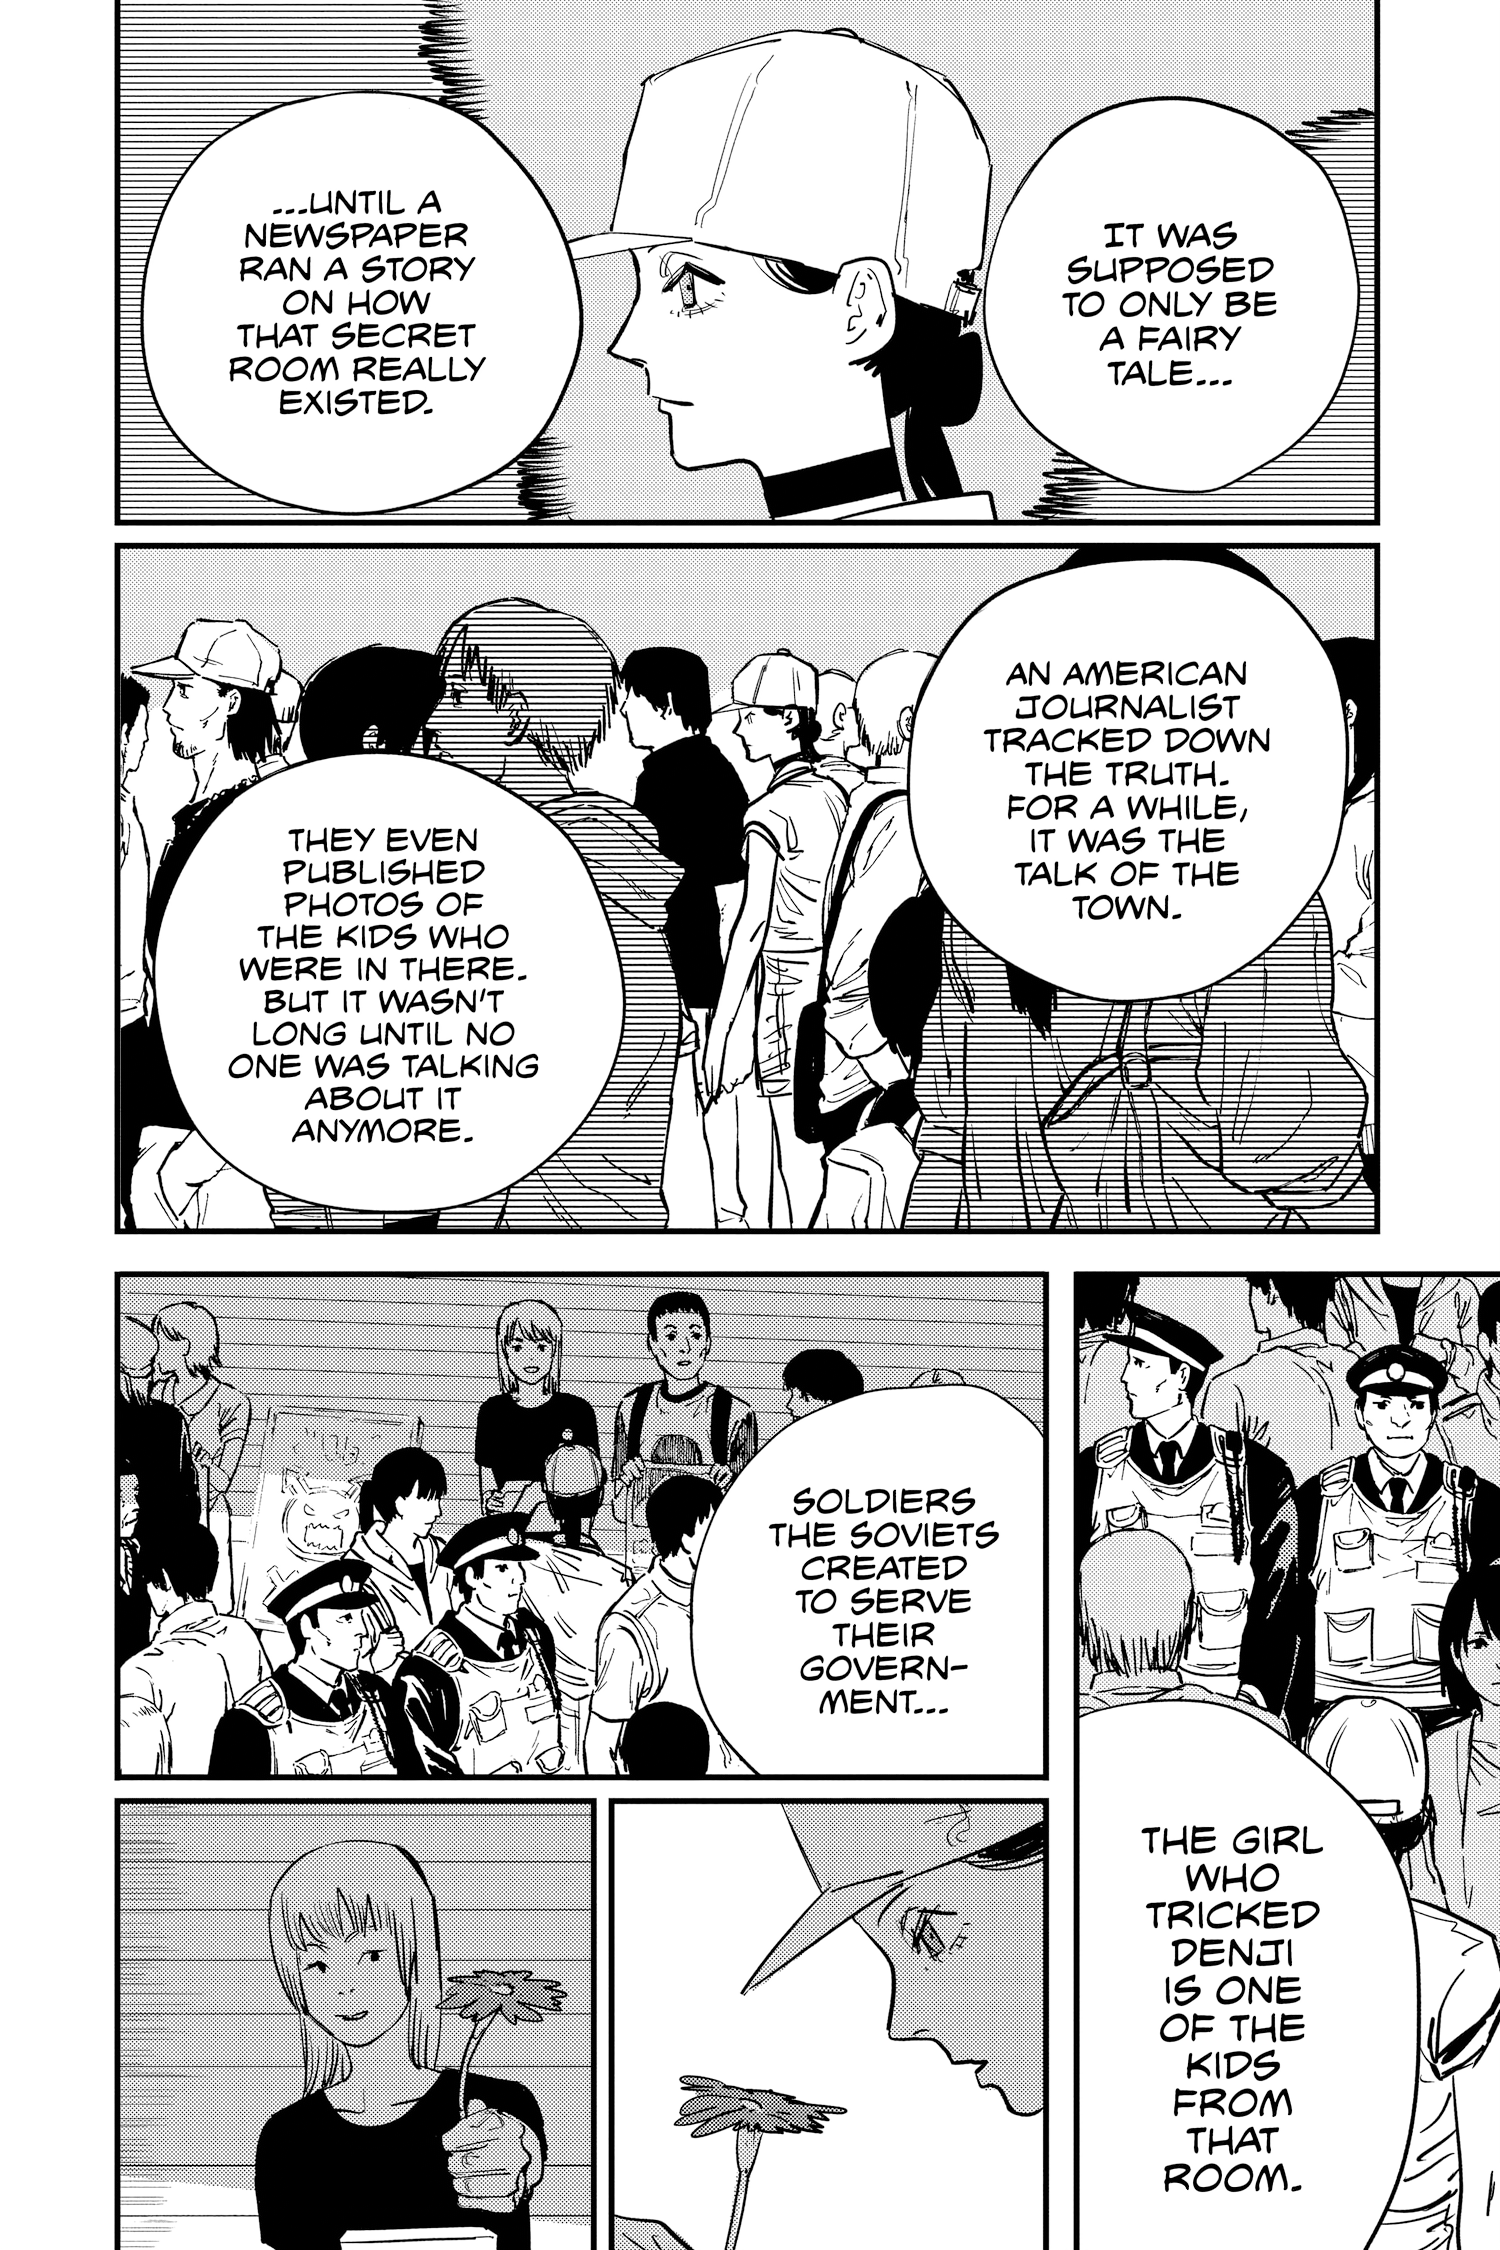 IT WAS
SUPPOSED
TO ONLY BE
A FAIRY
TALE...
...UNTIL A
NEWSPAPER
RAN A STORY
ON HOW
THAT SECRET
ROOM REALLY
EXISTED.
AN AMERICAN
JOURNALIST
TRACKED DOWN
THE TRUTH.
FOR A WHILE,
IT WAS THE
TALK OF THE
TOWN.
THEY EVEN
PUBLISHED
PHOTOS OF
THE KIDS WHO
WERE IN THERE.
BUT IT WASN'T
LONG UNTIL NO
ONE WAS TALKING
ABOUT IT
ANYMORE.
THE GIRL
WHO
TRICKED
DENJI
IS ONE
OF THE
KIDS
FROM
THAT
ROOM.
SOLDIERS
THE SOVIETS
CREATED
TO SERVE
THEIR
GOVERN-
MENT...